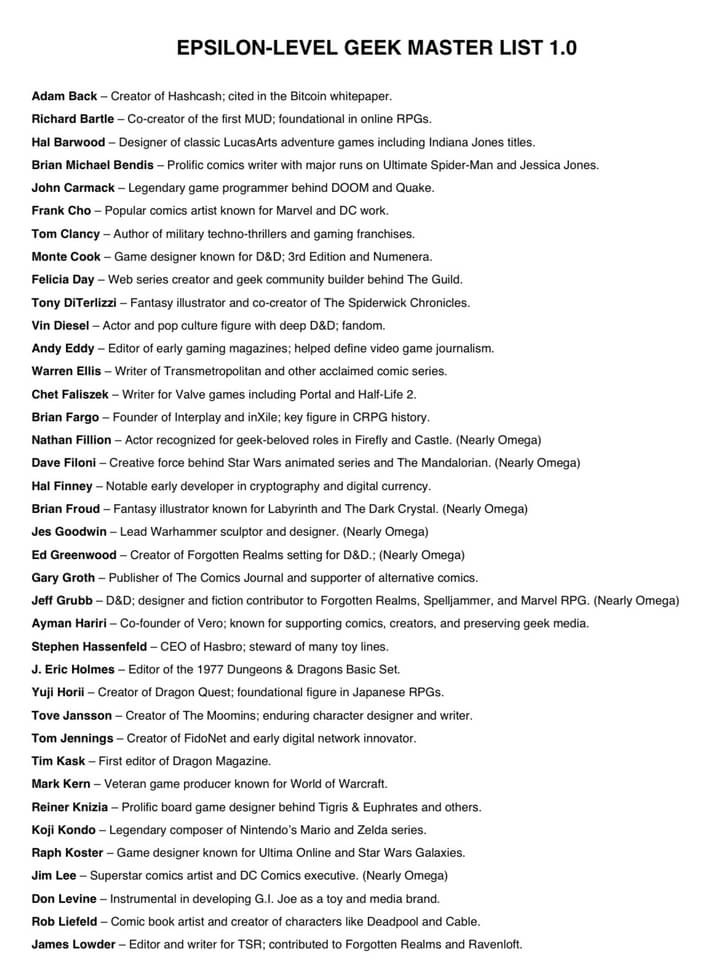 EPSILON-LEVEL GEEK MASTER LIST 1.0
Adam Back – Creator of Hashcash; cited in the Bitcoin whitepaper.
Richard Bartle – Co-creator of the first MUD; foundational in online RPGs.
Hal Barwood – Designer of classic LucasArts adventure games including Indiana Jones titles.
Brian Michael Bendis – Prolific comics writer with major runs on Ultimate Spider-Man and Jessica Jones.
John Carmack – Legendary game programmer behind DOOM and Quake.
Frank Cho – Popular comics artist known for Marvel and DC work.
Tom Clancy – Author of military techno-thrillers and gaming franchises.
Monte Cook – Game designer known for D&D; 3rd Edition and Numenera.
Felicia Day – Web series creator and geek community builder behind The Guild.
Tony DiTerlizzi – Fantasy illustrator and co-creator of The Spiderwick Chronicles.
Vin Diesel – Actor and pop culture figure with deep D&D; fandom.
Andy Eddy – Editor of early gaming magazines; helped define video game journalism.
Warren Ellis – Writer of Transmetropolitan and other acclaimed comic series.
Chet Faliszek – Writer for Valve games including Portal and Half-Life 2.
Brian Fargo – Founder of Interplay and inXile; key figure in CRPG history.
Nathan Fillion – Actor recognized for geek-beloved roles in Firefly and Castle. (Nearly Omega)
Dave Filoni – Creative force behind Star Wars animated series and The Mandalorian. (Nearly Omega)
Hal Finney – Notable early developer in cryptography and digital currency.
Brian Froud – Fantasy illustrator known for Labyrinth and The Dark Crystal. (Nearly Omega)
Jes Goodwin – Lead Warhammer sculptor and designer. (Nearly Omega)
Ed Greenwood – Creator of Forgotten Realms setting for D&D.; (Nearly Omega)
Gary Groth – Publisher of The Comics Journal and supporter of alternative comics.
Jeff Grubb – D&D; designer and fiction contributor to Forgotten Realms, Spelljammer, and Marvel RPG. (Nearly Omega)
Ayman Hariri – Co-founder of Vero; known for supporting comics, creators, and preserving geek media.
Stephen Hassenfeld – CEO of Hasbro; steward of many toy lines.
J. Eric Holmes – Editor of the 1977 Dungeons & Dragons Basic Set.
Yuji Horii – Creator of Dragon Quest; foundational figure in Japanese RPGs.
Tove Jansson – Creator of The Moomins; enduring character designer and writer.
Tom Jennings – Creator of FidoNet and early digital network innovator.
Tim Kask – First editor of Dragon Magazine.
Mark Kern – Veteran game producer known for World of Warcraft.
Reiner Knizia – Prolific board game designer behind Tigris & Euphrates and others.
Koji Kondo – Legendary composer of Nintendo’s Mario and Zelda series.
Raph Koster – Game designer known for Ultima Online and Star Wars Galaxies.
Jim Lee – Superstar comics artist and DC Comics executive. (Nearly Omega)
Don Levine – Instrumental in developing G.I. Joe as a toy and media brand.
Rob Liefeld – Comic book artist and creator of characters like Deadpool and Cable.
James Lowder – Editor and writer for TSR; contributed to Forgotten Realms and Ravenloft.